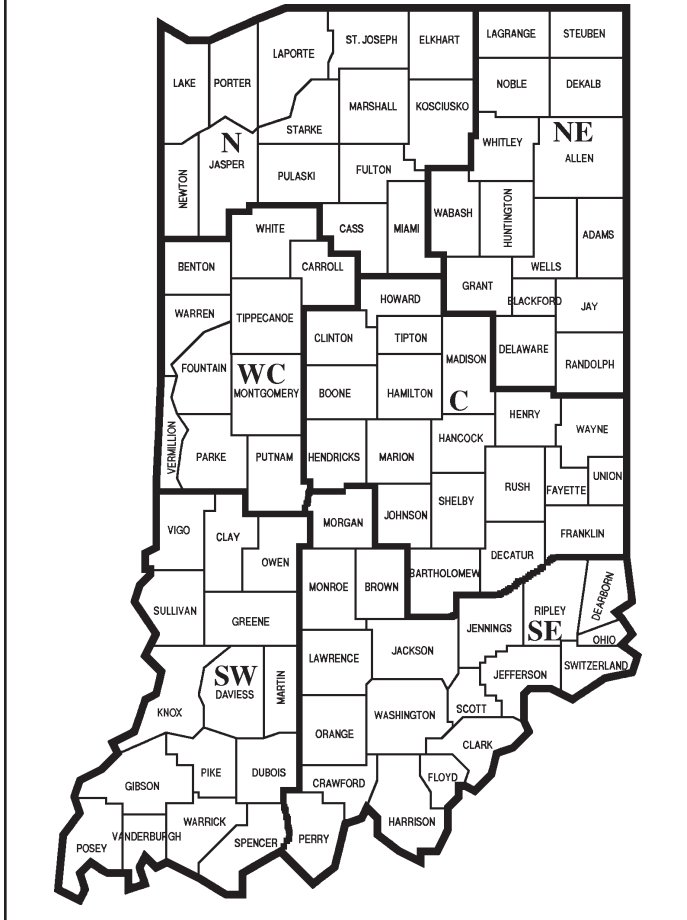 LAGRANGE
STEUBEN
ST. JOSEPH
ELKHART
LAPORTE
LAKE
PORTER
NOBLE
DEKALB
MARSHALL
KOSCIUSKO
STARKE
N
JASPER
WHITLEY
NE
ALLEN
NEWTON
PULASKI
FULTON
WABASH
HUNTINGTON
WHITE
CASS
MIAMI
ADAMS
BENTON
CARROLL
WELLS
GRANT
HOWARD
BLACKFORD
JAY
WARREN
TIPPECANOE
CLINTON
TIPTON
MADISON
DELAWARE
RANDOLPH
FOUNTAIN
WC
MONTGOMERY
BOONE
HAMILTON
C
HENRY
WAYNE
VERMILLION
PARKE
PUTNAM
HENDRICKS
MARION
HANCOCK
UNION
RUSH
FAYETTE
SHELBY
JOHNSON
MORGAN
VIGO
CLAY
FRANKLIN
OWEN
DECATUR
MONROE
BROWN
BARTHOLOMEW
DEARBORN
SULLIVAN
GREENE
JENNINGS
RIPLEY
SE
OHIO
LAWRENCE
JACKSON
SWITZERLAND
JEFFERSON
SW
DAVIESS
MARTIN
KNOX
WASHINGTON
SCOTT
ORANGE
CLARK
PIKE
DUBOIS
FLOYD
GIBSON
CRAWFORD
HARRISON
WARRICK
VANDERBURGH
POSEY
SPENCER
PERRY